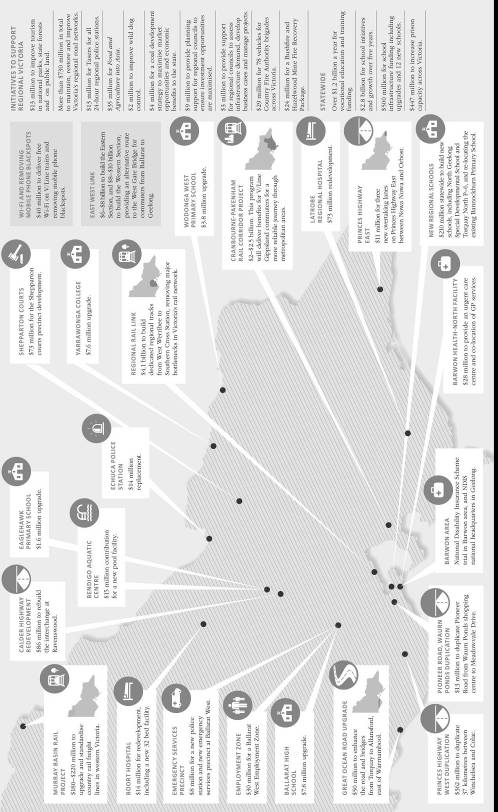 INITIATIVES TO SUPPORT
REGIONAL VICTORIA
$15 million to improve tourism
on national parks, state forests
and on public land.
More than $750 million in total
to maintain, restore and improve
Victoria's regional road networks.
$15 million for Tasers for all
24-hour regional police stations.
$35 million for Food and
Agriculture into Asia.
$2 million to improve wild dog
control.
$4 million for a coal development
strategy to maximise market
opportunities and economic
benefits to the state.
$9 million to provide planning
support for regional councils to
ensure investment opportunities
are maximised.
$5 million to provide support
for regional councils to assess
infrastructure demand, develop
business cases and manage projects.
$29 million for 78 vehicles for
Country Fire Authority brigades
across Victoria.
$24 million for a Bushfire and
Hazelwood Mine Fire Recovery
Package.
STATEWIDE
Over $1.2 billion a year for
vocational education and training
funding.
$2.8 billion for school initiatives
and growth over five years.
$500 million for school
infrastructure funding including
upgrades and 12 new schools.
$447 million to increase prison
capacity across Victoria.
WI-FI AND REMOVING
MOBILE PHONE BLACKSPOTS
$40 million to deliver free
Wi-Fi on V/Line trains and
removing mobile phone
blackspots.
EAST WEST LINK
$6–$8 billion to build the Eastern
Section, and $8–$10 billion
to build the Western Section,
providing an alternate route
to the West Gate Bridge for
commuters from Ballarat to
Geelong.
WODONGA WEST
PRIMARY SCHOOL
$3.8 million upgrade.
CRANBOURNE-PAKENHAM
RAIL CORRIDOR PROJECT
$2–$2.5 billion. This program
will deliver benefits for V/Line
Gippsland commuters for a
more reliable journey through
metropolitan areas.
LATROBE
REGIONAL HOSPITAL
$73 million redevelopment.
PRINCES HIGHWAY
EAST
$11 million for three
new overtaking lanes
on Princes Highway East
between Nowa Nowa and Orbost.
NEW REGIONAL SCHOOLS
$210 million statewide to build new
schools, including North Geelong
Special Developmental School and
Torquay North P–6, and re-locating the
existing Bannockburn Primary School.
SHEPPARTON COURTS
$73 million for the Shepparton
courts precinct development.
YARRAWONGA COLLEGE
$7.6 million upgrade.
REGIONAL RAIL LINK
$4.1 billion to build
dedicated regional tracks
from West Werribee to
Southern Cross Station, removing major
bottlenecks in Victoria's rail network.
BARWON HEALTH–NORTH FACILITY
$28 million to provide an urgent care
centre and co-location of GP services.
EAGLEHAWK
PRIMARY SCHOOL
$1.6 million upgrade.
ECHUCA POLICE
STATION
$14 million
replacement.
BARWON AREA
National Disability Insurance Scheme
trial in Barwon area, and NDIS
national headquarters in Geelong.
CALDER HIGHWAY
REDEVELOPMENT
$86 million to rebuild
the interchange at
Ravenswood.
BENDIGO AQUATIC
CENTRE
$15 million contribution
for a new pool facility.
PIONEER ROAD, WAURN
PONDS DUPLICATION
$13 million to duplicate Pioneer
Road from Waurn Ponds shopping
centre to Meadowvale Drive.
MURRAY BASIN RAIL
PROJECT
$180–$220 million to
upgrade and standardise
country rail freight
lines in western Victoria.
BOORT HOSPITAL
$14 million for redevelopment,
including a new 32 bed facility.
EMERGENCY SERVICES
PRECINCT
$8 million for a new police
station and new emergency
services precinct at Ballarat West.
EMPLOYMENT ZONE
$30 million for a Ballarat
West Employment Zone.
BALLARAT HIGH
SCHOOL
$7.6 million upgrade.
GREAT OCEAN ROAD UPGRADE
$50 million to enhance
the road and bridges
from Torquay to Allansford,
east of Warrnambool.
PRINCES HIGHWAY
WEST DUPLICATION
$362 million to duplicate
37 kilometres between
Winchelsea and Colac.